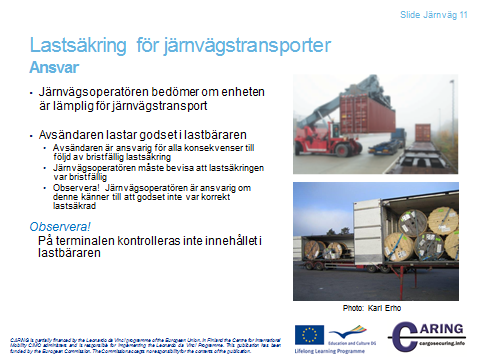 Slide Järnväg 11
Lastsäkring för järnvägstransporter
Ansvar
• Järnvägsoperatören bedömer om enheten
är lämplig för järnvägstransport
• Avsändaren lastar godset i lastbäraren
• Avsändaren är ansvarig för alla konsekvenser till
följd av bristfällig lastsäkring
• Järnvägsoperatören måste bevisa att lastsäkringen
var bristfällig
• Observera! Järnvägsoperatören är ansvarig om
denne känner till att godset inte var korrekt
lastsäkrad
Observera!
På terminalen kontrolleras inte innehållet i
lastbäraren
Photo: Karl Erho
CARING is partially financed by the Leonardo da Vinci programme of the European Union. In Finland the Centre for International
Mobility CIMO administers and is responsible for implementing the Leonardo da Vinci Programme. This publication has been
funded by the European Commission. The Commission accepts no responsibility for the contents of the publication.
Education and Culture DG
Lifelong Learning Programme
CARING
cargosecuring.info